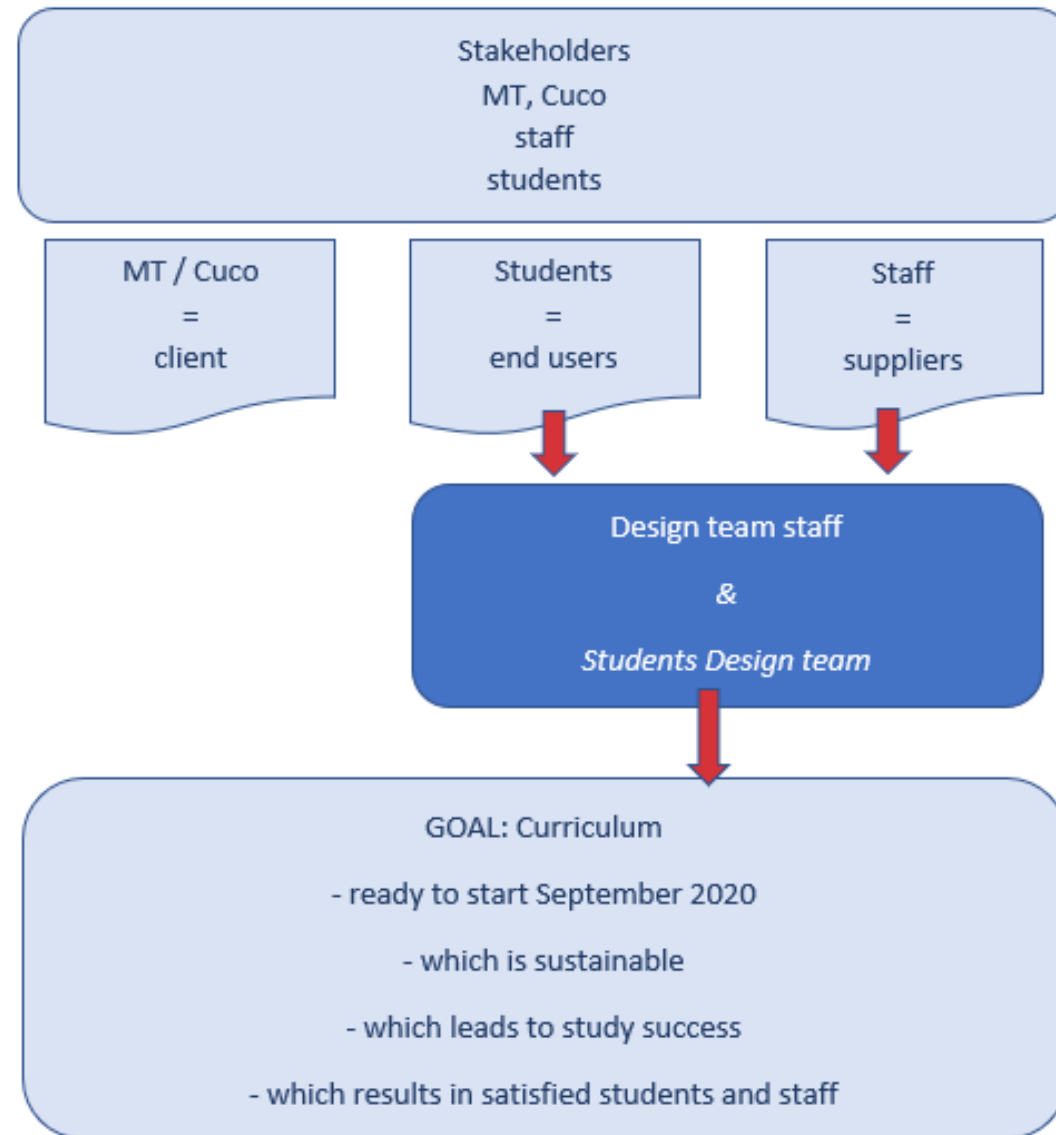 Stakeholders
MT, Cuco
staff
students
MT / Cuco
=
client
Students
=
end users
Staff
=
suppliers
Design team staff
&
Students Design team
GOAL: Curriculum
- ready to start September 2020
- which is sustainable
- which leads to study success
- which results in satisfied students and staff